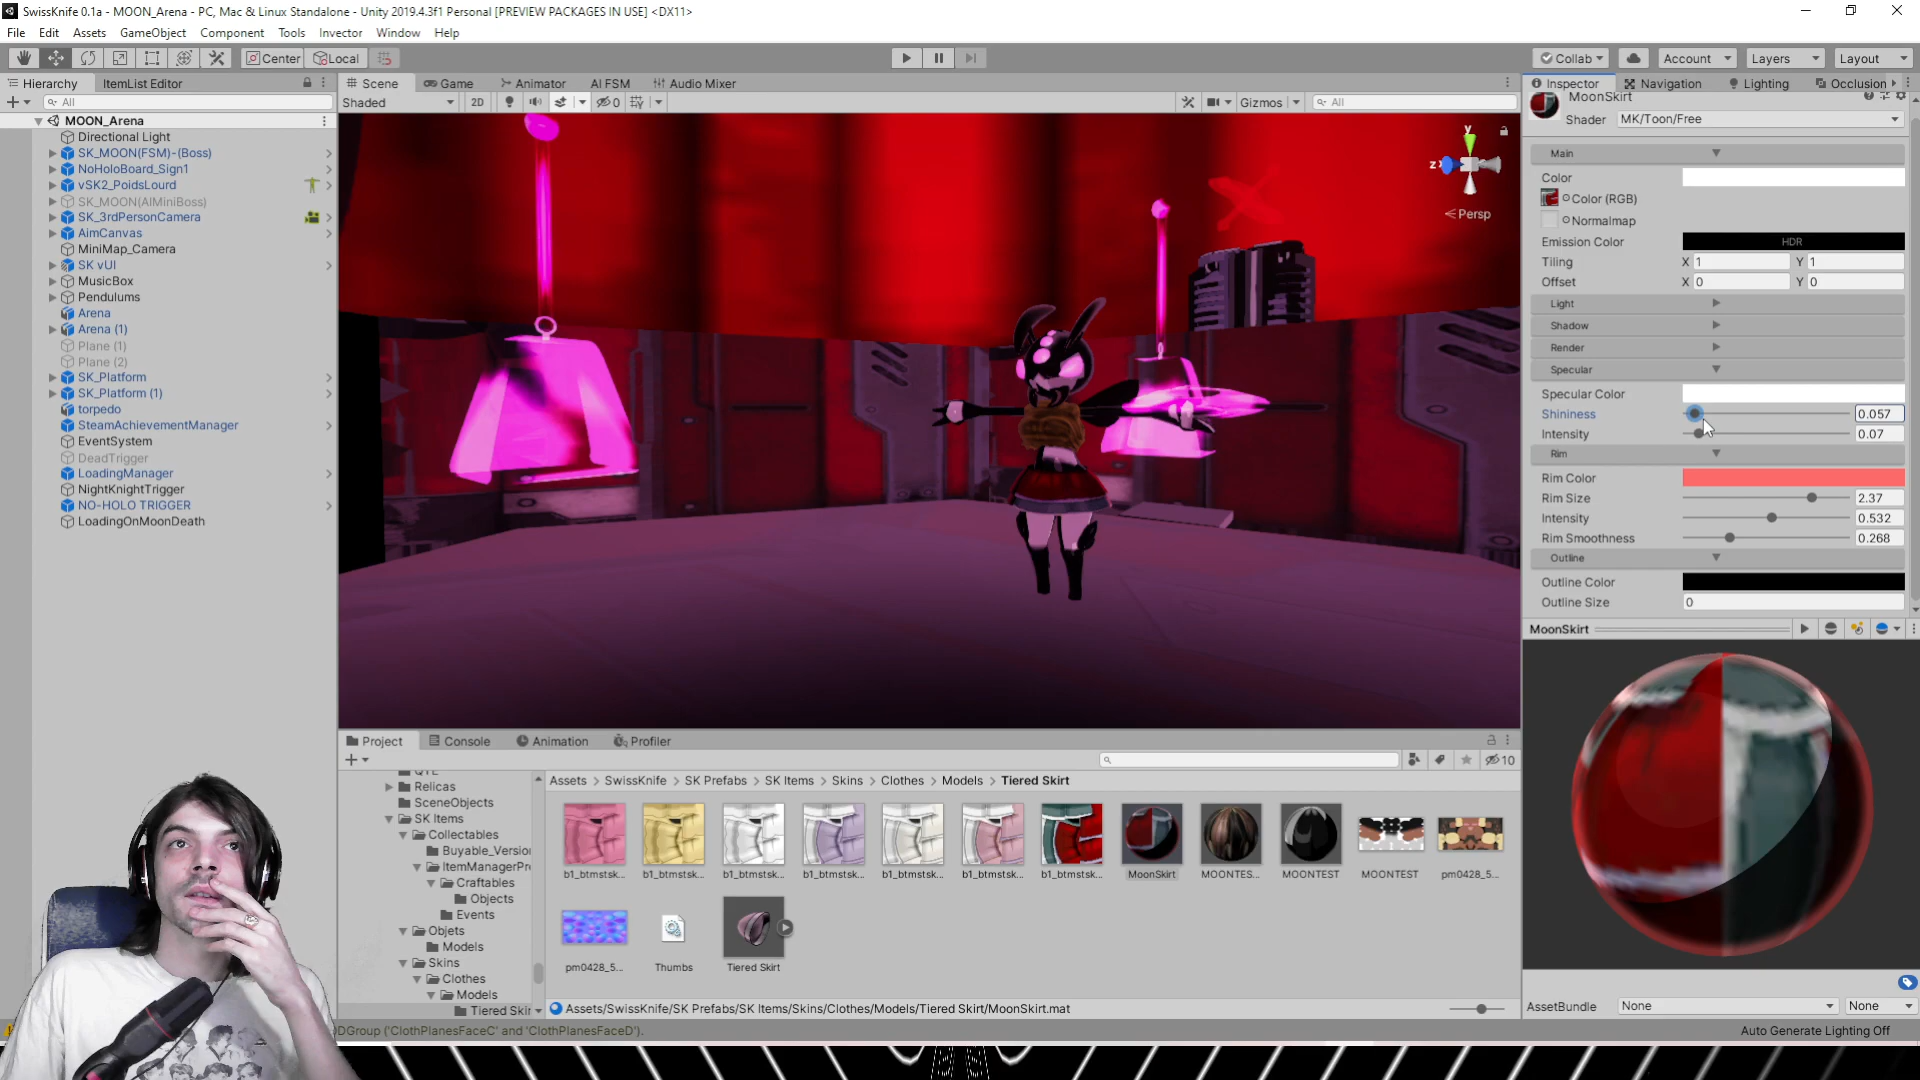 SwissKnife 0.1a - MOON_Arena - PC, Mac & Linux Standalone - Unity 2019.4.3f1 Personal [PREVIEW PACKAGES IN USE] <DX11>
File Edit Assets GameObject Component Tools Invector Window Help
Center Local Collab Account Layers Layout
Hierarchy ItemList Editor
All
MOON_Arena
Directional Light
SK_MOON(FSM)-(Boss)
NoHoloBoard_Sign1
vSK2_PoidsLourd
SK_MOON(AIMiniBoss)
SK_3rdPersonCamera
AimCanvas
MiniMap_Camera
SK vUI
MusicBox
Pendulums
Arena
Arena (1)
Plane (1)
Plane (2)
SK_Platform
SK_Platform (1)
torpedo
SteamAchievementManager
EventSystem
DeadTrigger
LoadingManager
NightKnightTrigger
NO-HOLO TRIGGER
LoadingOnMoonDeath
Scene Game Animator AI FSM Audio Mixer
Shaded 2D 0 Gizmos All
y
z
Persp
Inspector Navigation Lighting Occlusion
MoonSkirt
Shader MK/Toon/Free
Main
Color
Color (RGB)
Normalmap
Emission Color HDR
Tiling X 1 Y 1
Offset X 0 Y 0
Light
Shadow
Render
Specular
Specular Color
Shininess 0.057
Intensity 0.07
Rim
Rim Color
Rim Size 2.37
Intensity 0.532
Rim Smoothness 0.268
Outline
Outline Color
Outline Size 0
MoonSkirt
AssetBundle None None
Auto Generate Lighting Off
Project Console Animation Profiler
10
Relicas
SceneObjects
SK Items
Collectables
Buyable_Versio
ItemManagerPr
Craftables
Objects
Events
Objets
Models
Skins
Clothes
Models
Tiered Skir
Assets > SwissKnife > SK Prefabs > SK Items > Skins > Clothes > Models > Tiered Skirt
b1_btmstsk... b1_btmstsk... b1_btmstsk... b1_btmstsk... b1_btmstsk... b1_btmstsk... b1_btmstsk... MoonSkirt MOONTES... MOONTEST MOONTEST pm0428_5...
pm0428_5... Thumbs Tiered Skirt
Assets/SwissKnife/SK Prefabs/SK Items/Skins/Clothes/Models/Tiered Skirt/MoonSkirt.mat
DGroup ('ClothPlanesFaceC' and 'ClothPlanesFaceD').